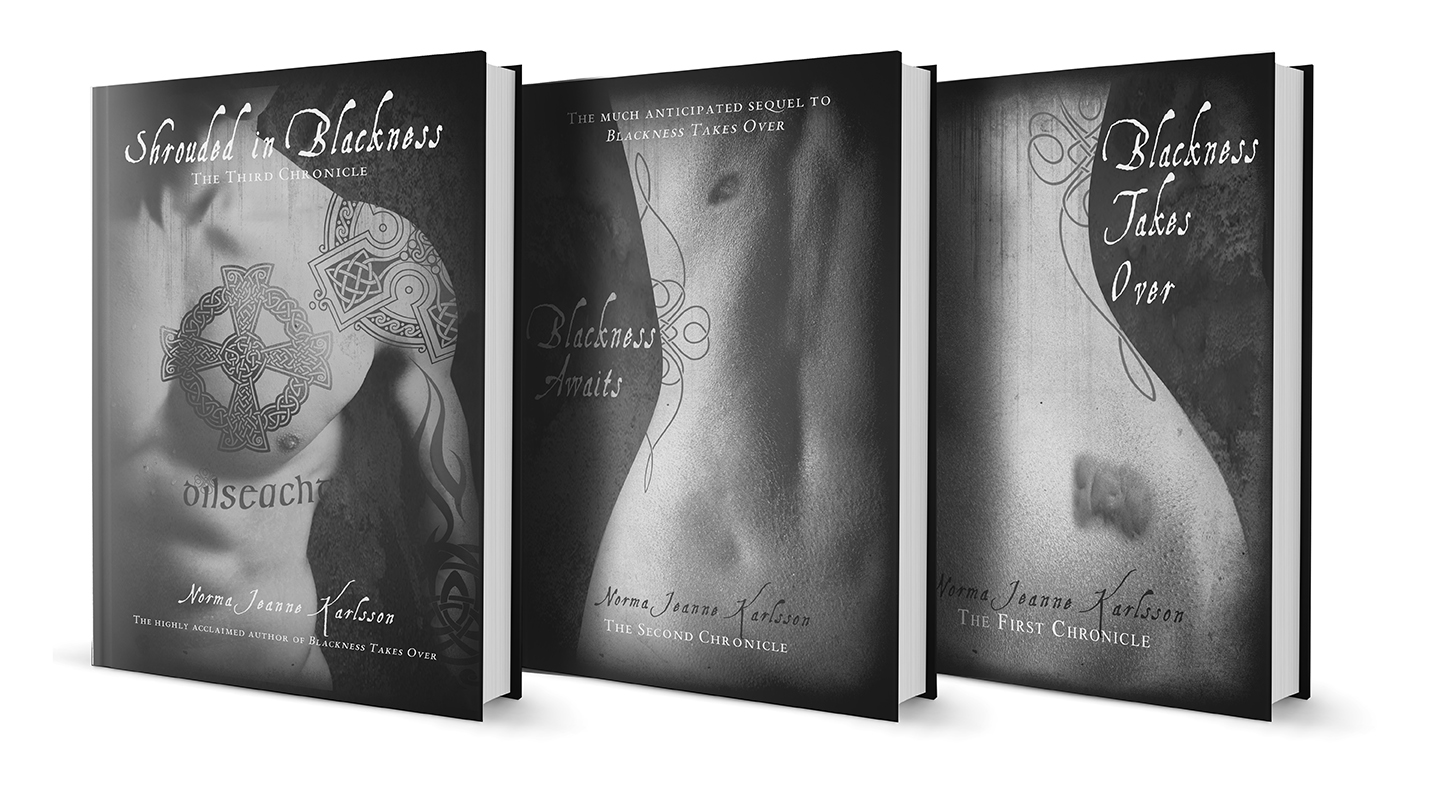 Shrouded in Blackness
The Third Chronicle
dílseacht
Norma Jeanne Karlsson
The highly acclaimed author of Blackness Takes Over
The much anticipated sequel to
Blackness Takes Over
Blackness
Awaits
Norma Jeanne Karlsson
The Second Chronicle
Blackness
Takes
Over
Norma Jeanne Karlsson
The First Chronicle